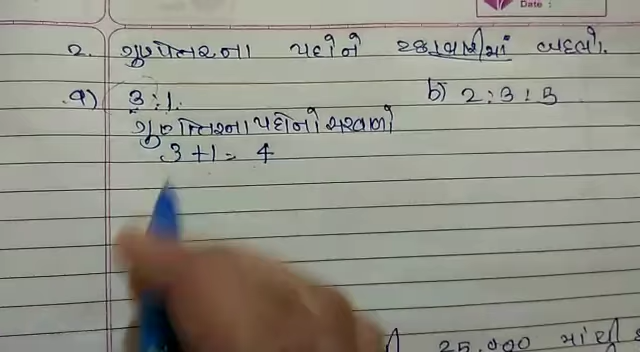 Date :
૨. ગુણોત્તરના પદોને ટકાવારીમાં બદલો.
a) 3:1. b) 2:3:5
ગુણોત્તરના પદોનો સરવાળો
3+1= 4
25,000 માંથી